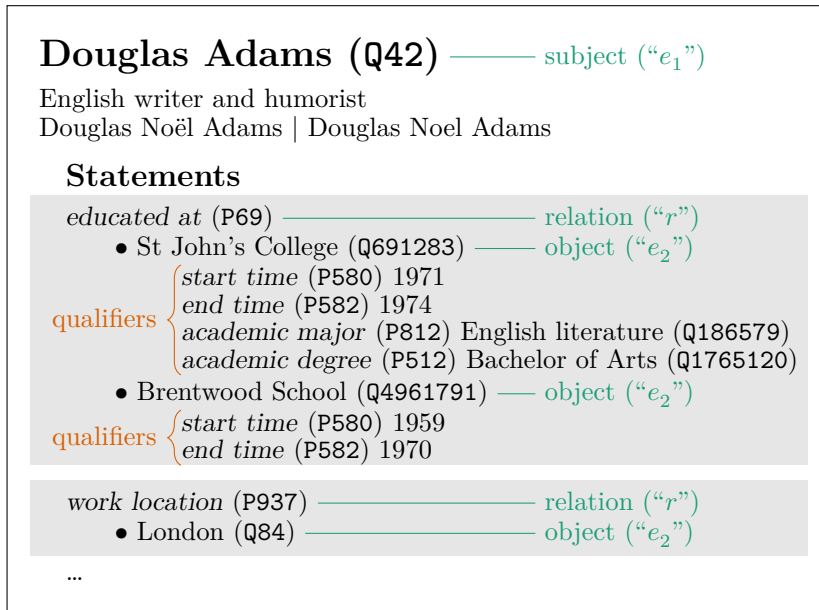 Douglas Adams (Q42) subject (“e₁”)
English writer and humorist
Douglas Noël Adams | Douglas Noel Adams
Statements
educated at (P69) relation (“r”)
• St John's College (Q691283) object (“e₂”)
start time (P580) 1971
end time (P582) 1974
qualifiers
academic major (P812) English literature (Q186579)
academic degree (P512) Bachelor of Arts (Q1765120)
• Brentwood School (Q4961791) object (“e₂”)
start time (P580) 1959
qualifiers
end time (P582) 1970
work location (P937) relation (“r”)
• London (Q84) object (“e₂”)
…